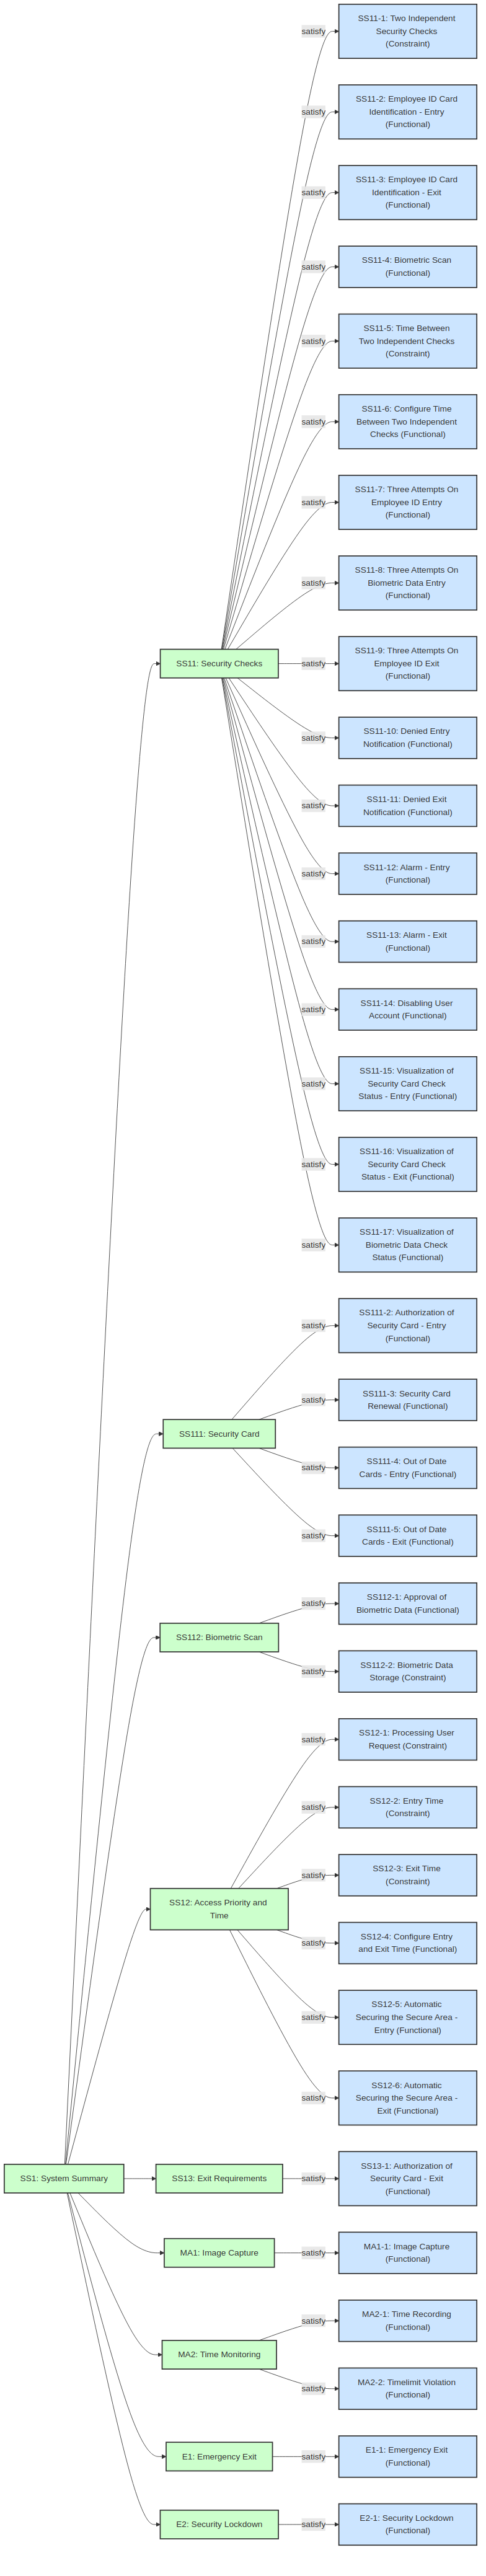 satisfy
SS11-1: Two Independent
Security Checks
(Constraint)
satisfy
SS11-2: Employee ID Card
Identification - Entry
(Functional)
satisfy
SS11-3: Employee ID Card
Identification - Exit
(Functional)
satisfy
SS11-4: Biometric Scan
(Functional)
satisfy
SS11-5: Time Between
Two Independent Checks
(Constraint)
satisfy
SS11-6: Configure Time
Between Two Independent
Checks (Functional)
satisfy
SS11-7: Three Attempts On
Employee ID Entry
(Functional)
satisfy
SS11-8: Three Attempts On
Biometric Data Entry
(Functional)
SS11: Security Checks
satisfy
SS11-9: Three Attempts On
Employee ID Exit
(Functional)
satisfy
SS11-10: Denied Entry
Notification (Functional)
satisfy
SS11-11: Denied Exit
Notification (Functional)
satisfy
SS11-12: Alarm - Entry
(Functional)
satisfy
SS11-13: Alarm - Exit
(Functional)
satisfy
SS11-14: Disabling User
Account (Functional)
satisfy
SS11-15: Visualization of
Security Card Check
Status - Entry (Functional)
satisfy
SS11-16: Visualization of
Security Card Check
Status - Exit (Functional)
satisfy
SS11-17: Visualization of
Biometric Data Check
Status (Functional)
satisfy
SS111-2: Authorization of
Security Card - Entry
(Functional)
satisfy
SS111-3: Security Card
Renewal (Functional)
SS111: Security Card
satisfy
SS111-4: Out of Date
Cards - Entry (Functional)
satisfy
SS111-5: Out of Date
Cards - Exit (Functional)
satisfy
SS112-1: Approval of
Biometric Data (Functional)
SS112: Biometric Scan
satisfy
SS112-2: Biometric Data
Storage (Constraint)
satisfy
SS12-1: Processing User
Request (Constraint)
satisfy
SS12-2: Entry Time
(Constraint)
satisfy
SS12-3: Exit Time
(Constraint)
SS12: Access Priority and
Time
satisfy
SS12-4: Configure Entry
and Exit Time (Functional)
satisfy
SS12-5: Automatic
Securing the Secure Area -
Entry (Functional)
satisfy
SS12-6: Automatic
Securing the Secure Area -
Exit (Functional)
SS1: System Summary
SS13: Exit Requirements
satisfy
SS13-1: Authorization of
Security Card - Exit
(Functional)
MA1: Image Capture
satisfy
MA1-1: Image Capture
(Functional)
satisfy
MA2-1: Time Recording
(Functional)
MA2: Time Monitoring
satisfy
MA2-2: Timelimit Violation
(Functional)
E1: Emergency Exit
satisfy
E1-1: Emergency Exit
(Functional)
E2: Security Lockdown
satisfy
E2-1: Security Lockdown
(Functional)